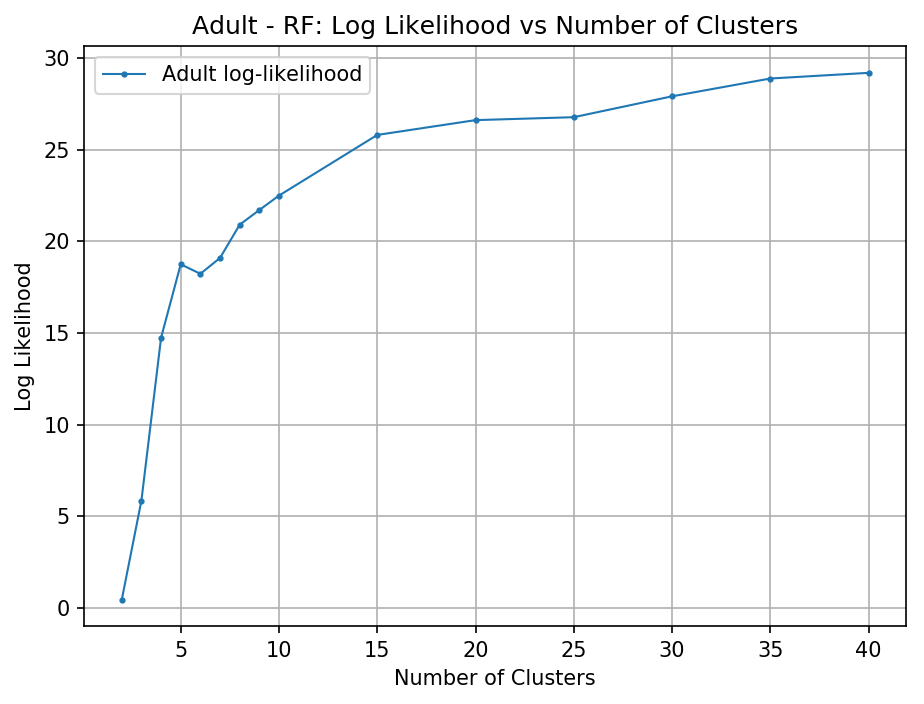 Adult - RF: Log Likelihood vs Number of Clusters
Adult log-likelihood
30
25
20
15
10
5
0
Log Likelihood
5 10 15 20 25 30 35 40
Number of Clusters